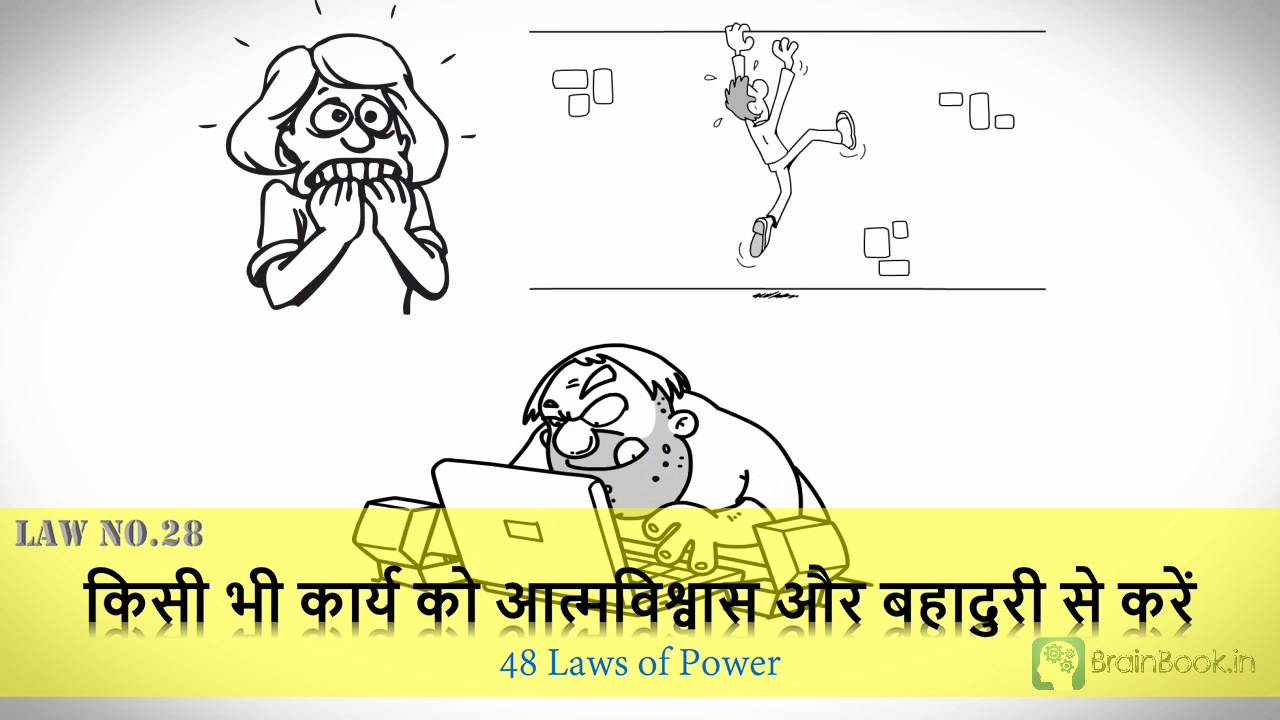 LAW NO.28
किसी भी कार्य को आत्मविश्वास और बहादुरी से करें
48 Laws of Power
BrainBook.in